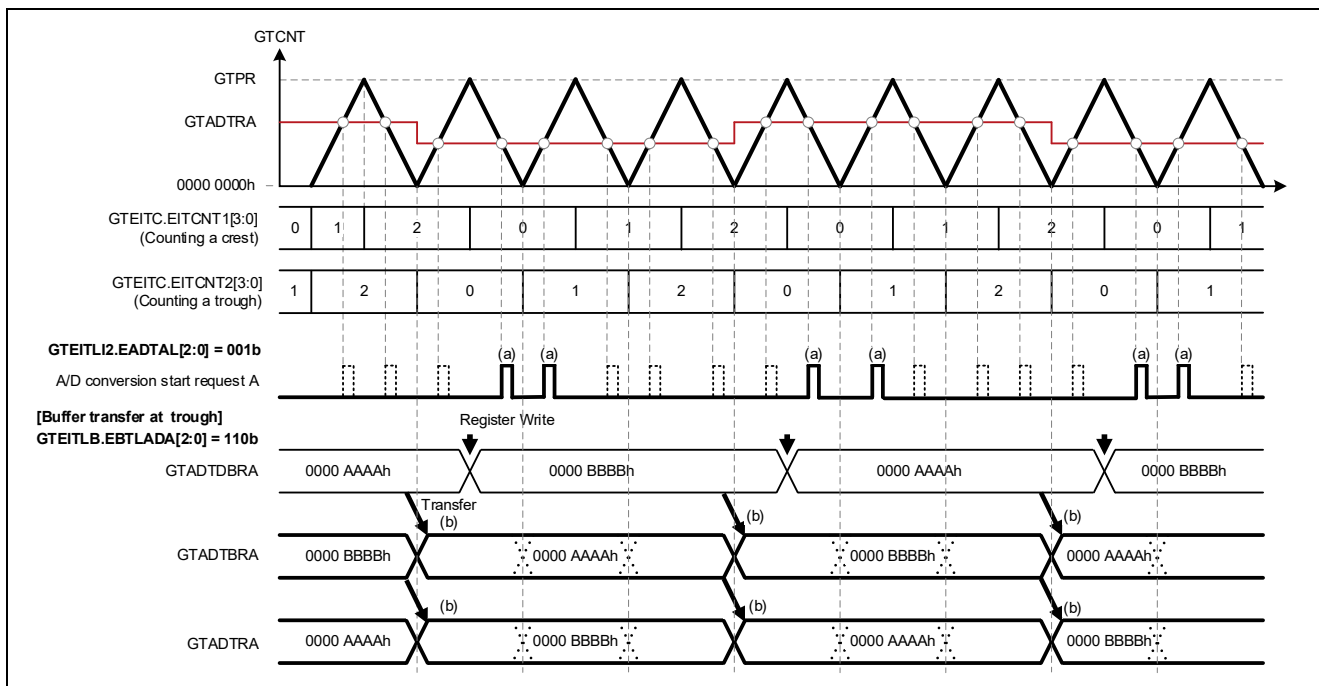 GTCNT
GTPR
GTADTRA
0000 0000h
GTEITC.EITCNT1[3:0]
(Counting a crest)
0 1 2 0 1 2 0 1 2 0 1
GTEITC.EITCNT2[3:0]
(Counting a trough)
1 2 0 1 2 0 1 2 0 1
GTEITLI2.EADTAL[2:0] = 001b
(a) (a) (a) (a) (a) (a)
A/D conversion start request A
[Buffer transfer at trough]
Register Write
GTEITLB.EBTLADA[2:0] = 110b
GTADTDBRA 0000 AAAAh 0000 BBBBh 0000 AAAAh 0000 BBBBh
Transfer
(b) (b) (b)
GTADTBRA 0000 BBBBh 0000 AAAAh 0000 BBBBh 0000 AAAAh
(b) (b) (b)
GTADTRA 0000 AAAAh 0000 BBBBh 0000 AAAAh 0000 BBBBh